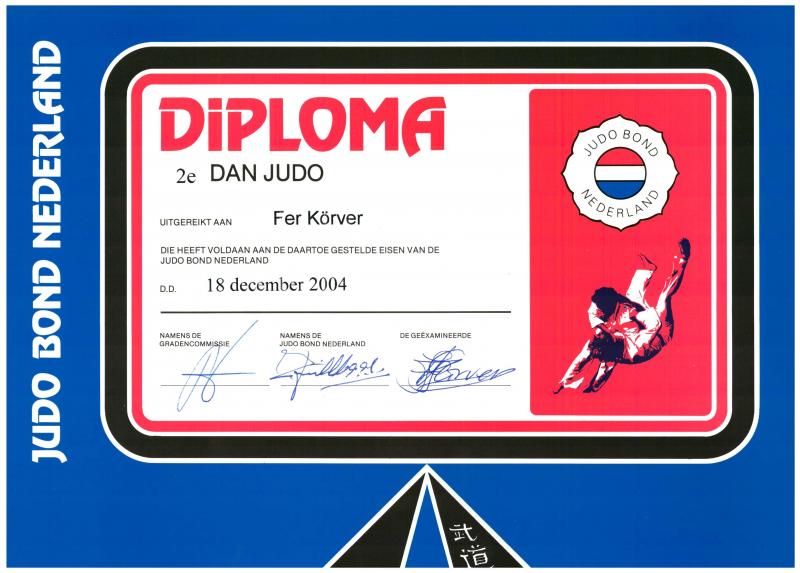 JUDO BOND NEDERLAND
DiPLOMA
2e DAN JUDO
UITGEREIKT AAN Fer Körver
DIE HEEFT VOLDAAN AAN DE DAARTOE GESTELDE EISEN VAN DE
JUDO BOND NEDERLAND
D.D. 18 december 2004
NAMENS DE
GRADENCOMMISSIE
NAMENS DE
JUDO BOND NEDERLAND
DE GEËXAMINEERDE
Körver
JUDO BOND
NEDERLAND
武道